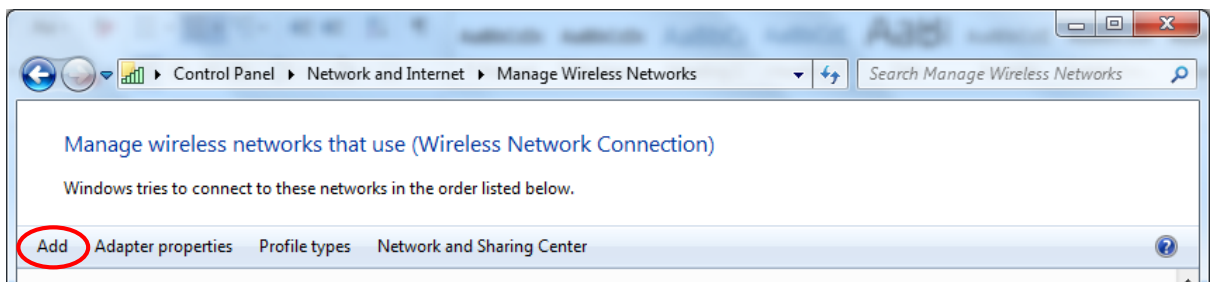 Control Panel ▸ Network and Internet ▸ Manage Wireless Networks
Search Manage Wireless Networks
Manage wireless networks that use (Wireless Network Connection)
Windows tries to connect to these networks in the order listed below.
Add Adapter properties Profile types Network and Sharing Center